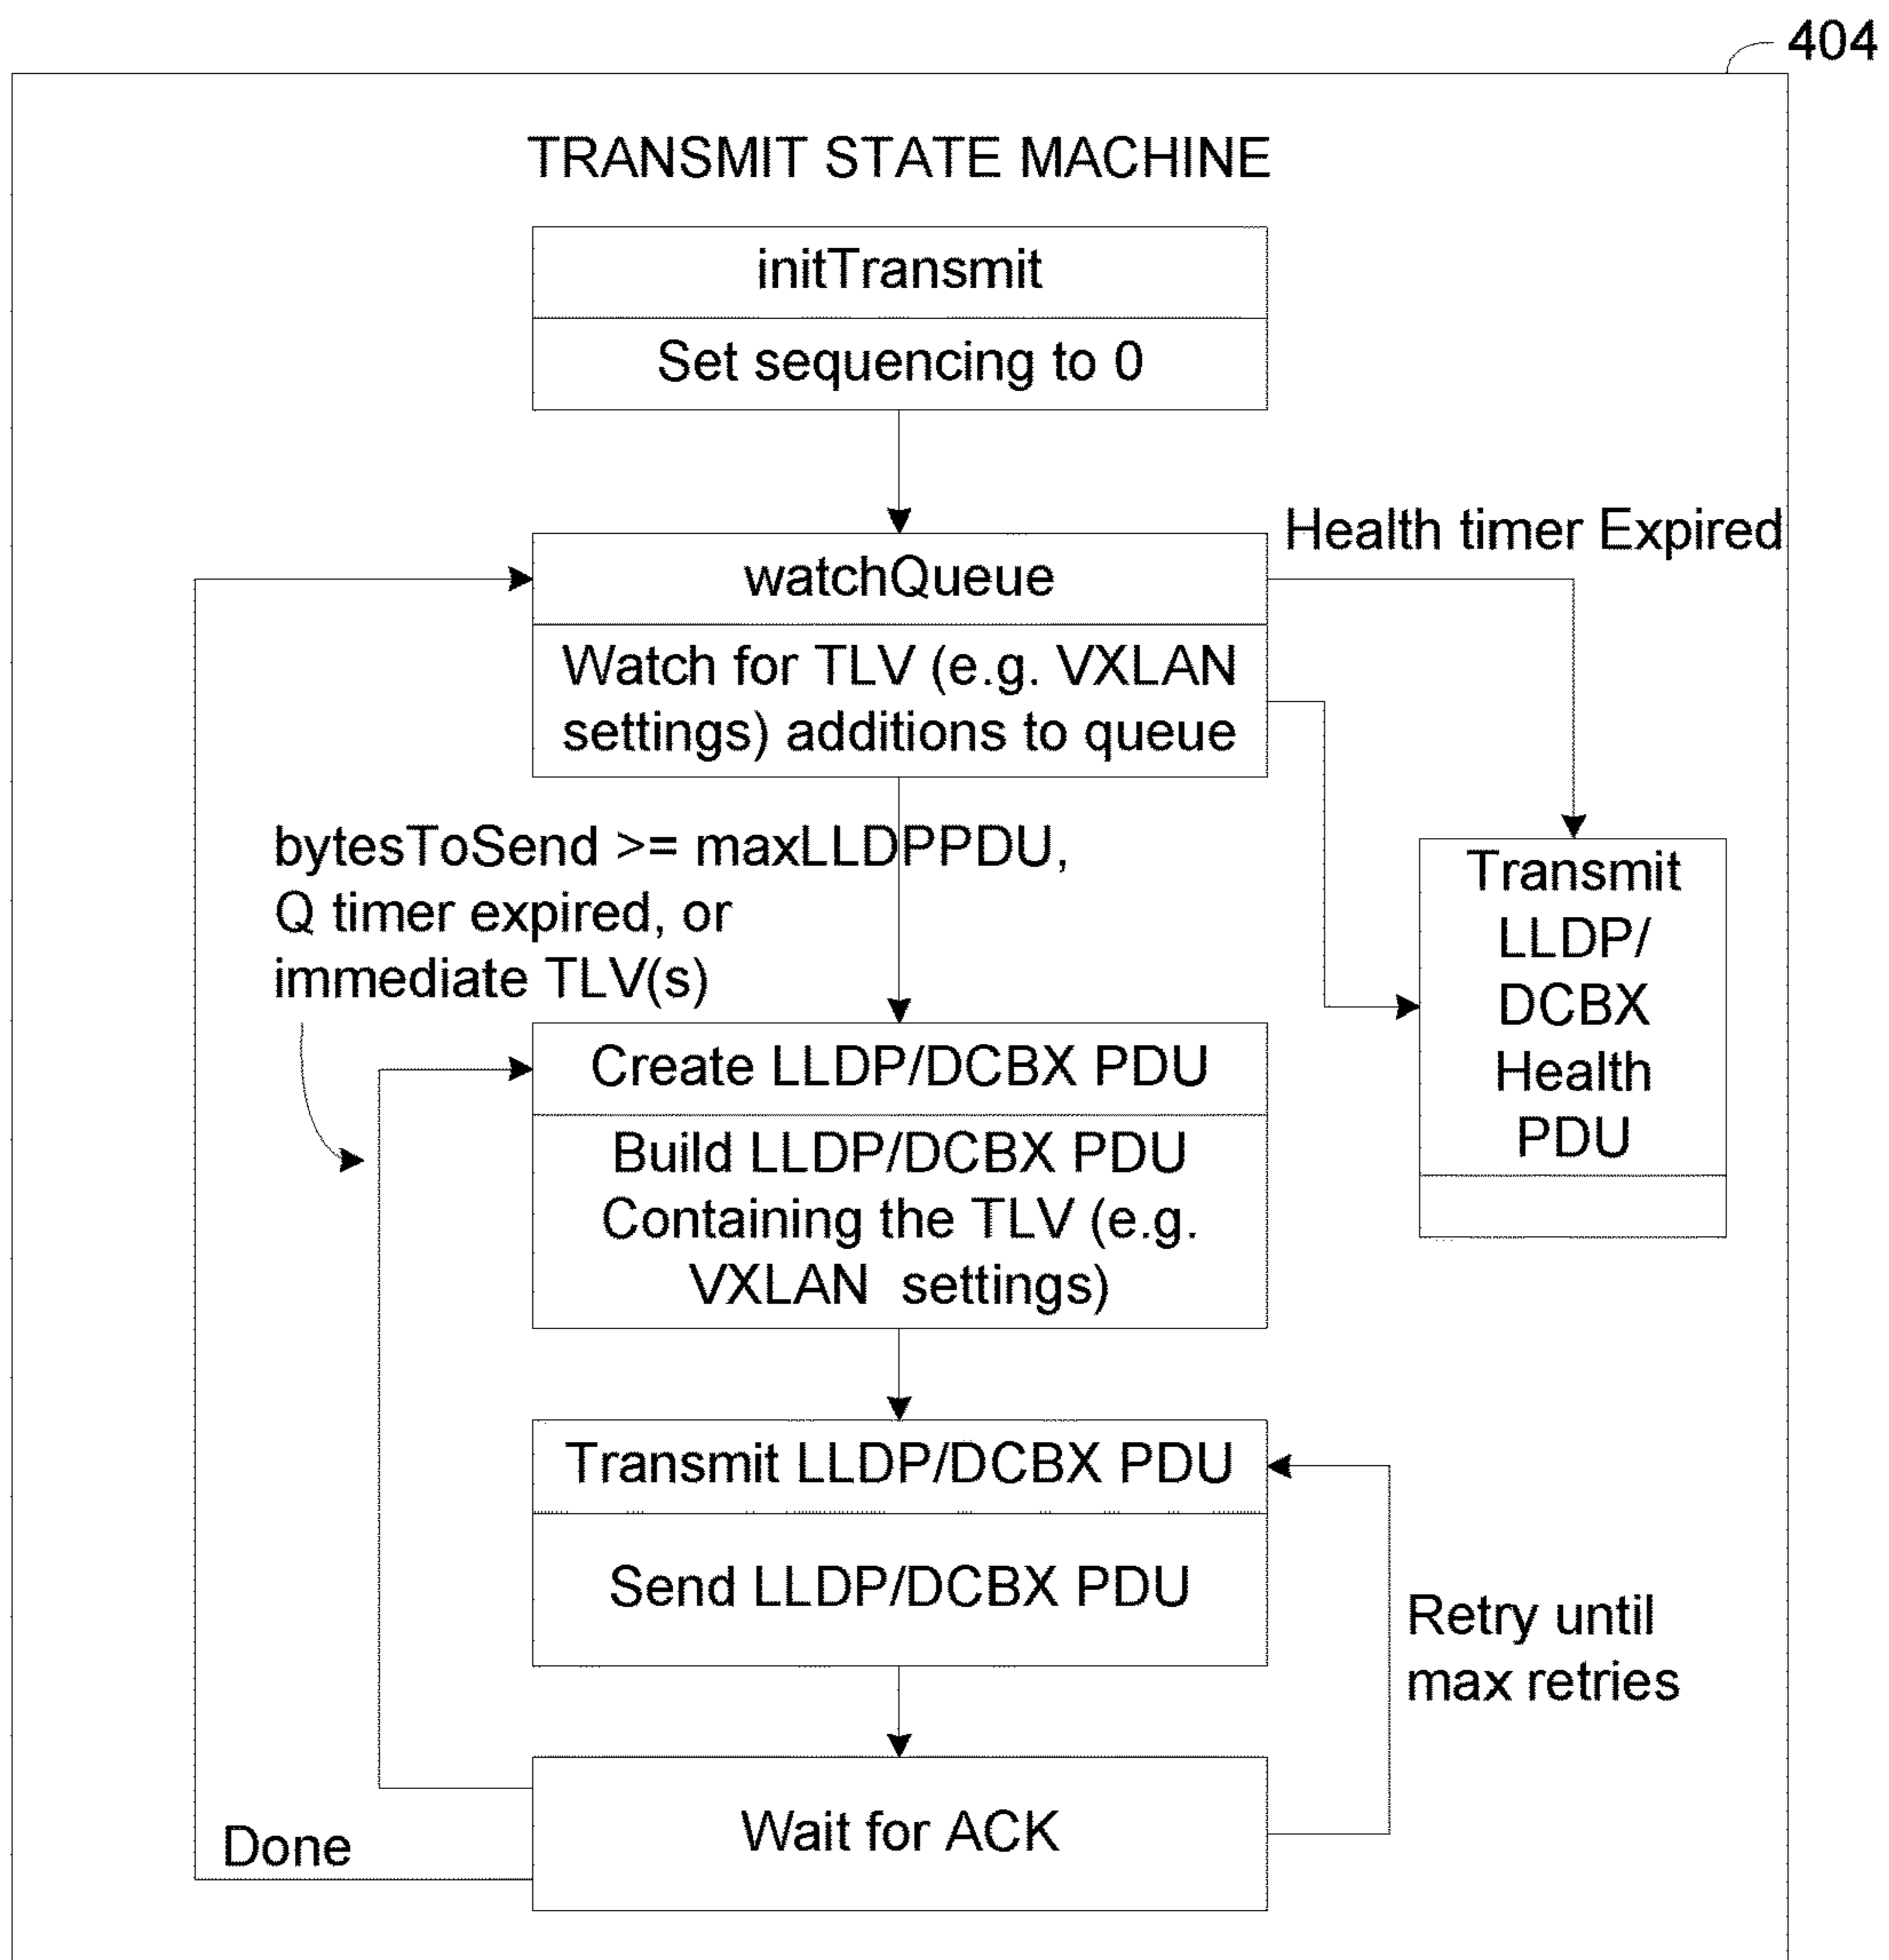 404
TRANSMIT STATE MACHINE
initTransmit
Set sequencing to 0
Health timer Expired
watchQueue
Watch for TLV (e.g. VXLAN
settings) additions to queue
bytesToSend >= maxLLDPPDU,
Q timer expired, or
immediate TLV(s)
Transmit
LLDP/
DCBX
Health
PDU
Create LLDP/DCBX PDU
Build LLDP/DCBX PDU
Containing the TLV (e.g.
VXLAN settings)
Transmit LLDP/DCBX PDU
Send LLDP/DCBX PDU
Retry until
max retries
Wait for ACK
Done